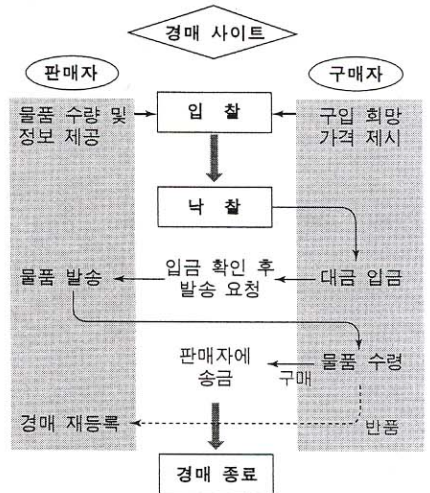 경매 사이트
판매자
구매자
물품 수량 및
정보 제공
입 찰
구입 희망
가격 제시
낙 찰
물품 발송
입금 확인 후
발송 요청
대금 입금
판매자에
송금
구매
물품 수령
경매 재등록
반품
경매 종료